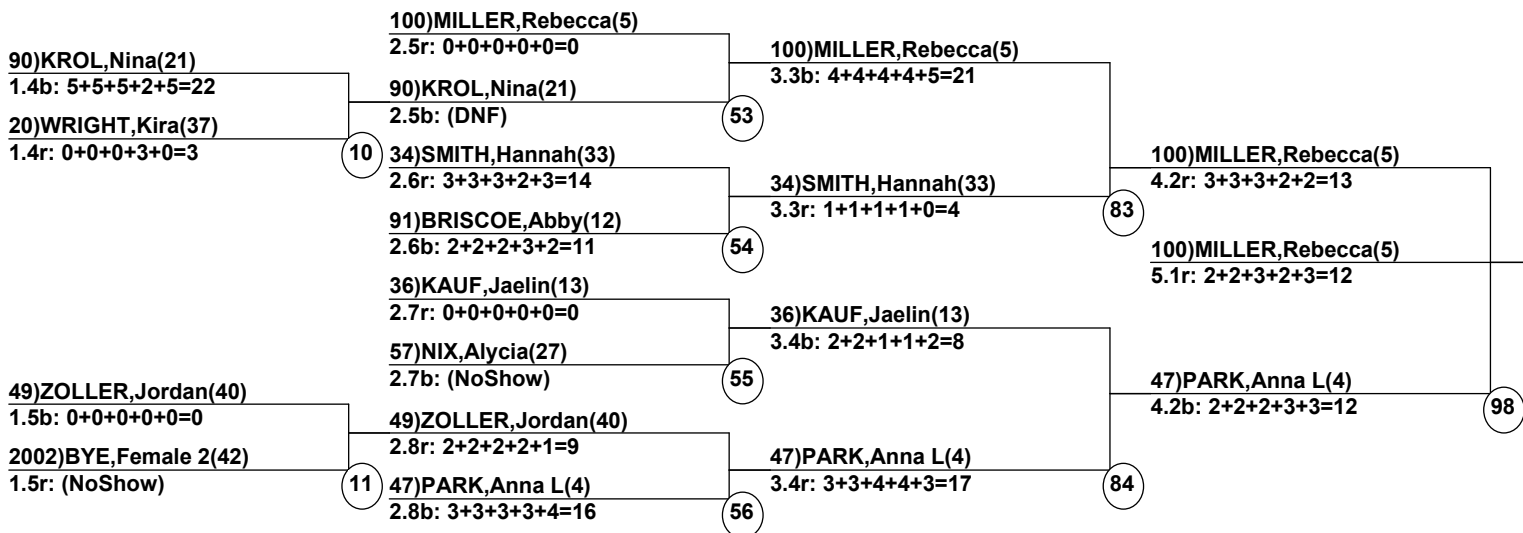 90)KROL,Nina(21)
1.4b: 5+5+5+2+5=22
20)WRIGHT,Kira(37)
1.4r: 0+0+0+3+0=3
10
49)ZOLLER,Jordan(40)
1.5b: 0+0+0+0+0=0
2002)BYE,Female 2(42)
1.5r: (NoShow)
11
100)MILLER,Rebecca(5)
2.5r: 0+0+0+0+0=0
90)KROL,Nina(21)
2.5b: (DNF)
53
34)SMITH,Hannah(33)
2.6r: 3+3+3+2+3=14
91)BRISCOE,Abby(12)
2.6b: 2+2+2+3+2=11
54
36)KAUF,Jaelin(13)
2.7r: 0+0+0+0+0=0
57)NIX,Alycia(27)
2.7b: (NoShow)
55
49)ZOLLER,Jordan(40)
2.8r: 2+2+2+2+1=9
47)PARK,Anna L(4)
2.8b: 3+3+3+3+4=16
56
100)MILLER,Rebecca(5)
3.3b: 4+4+4+4+5=21
34)SMITH,Hannah(33)
3.3r: 1+1+1+1+0=4
83
36)KAUF,Jaelin(13)
3.4b: 2+2+1+1+2=8
47)PARK,Anna L(4)
3.4r: 3+3+4+4+3=17
84
100)MILLER,Rebecca(5)
4.2r: 3+3+3+2+2=13
100)MILLER,Rebecca(5)
5.1r: 2+2+3+2+3=12
47)PARK,Anna L(4)
4.2b: 2+2+2+3+3=12
98